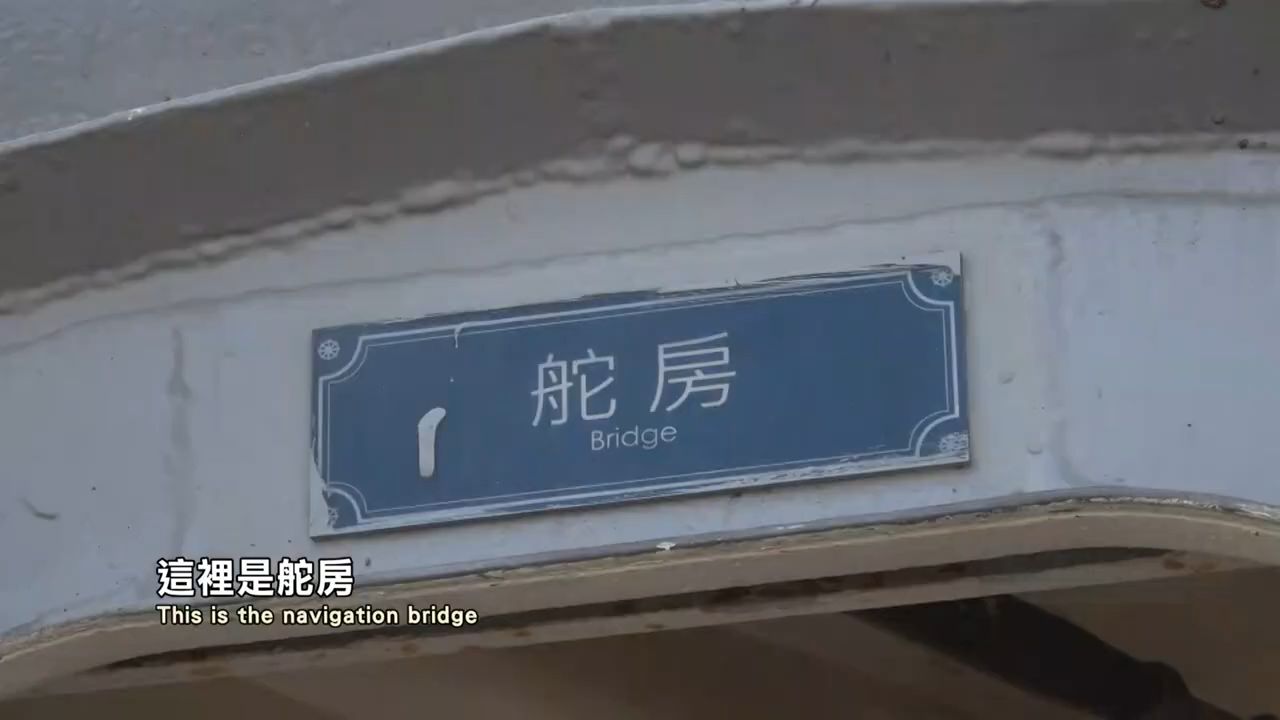 舵房
Bridge
這裡是舵房
This is the navigation bridge